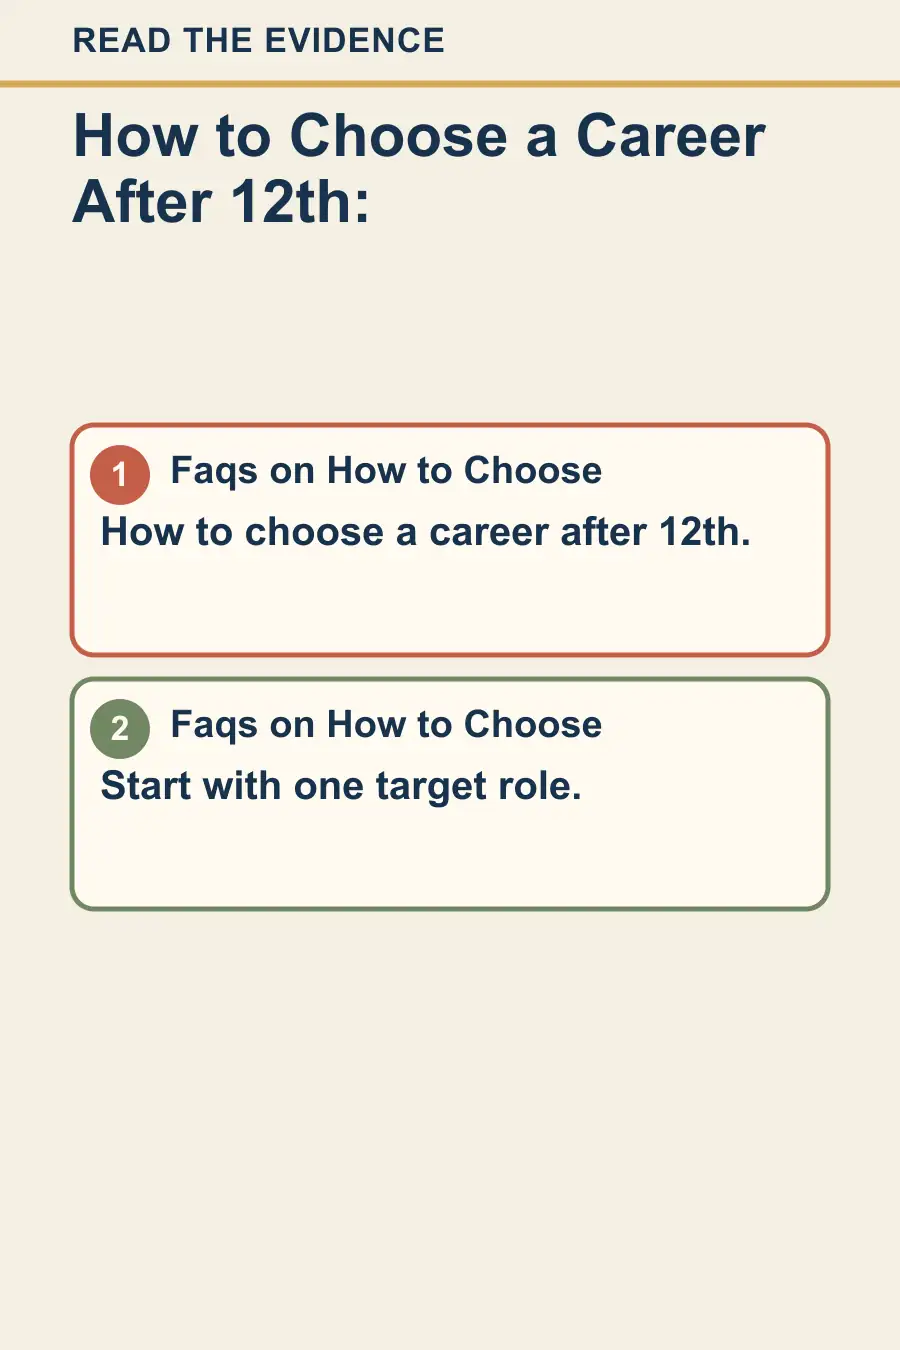 READ THE EVIDENCE
How to Choose a Career
After 12th:
1 Faqs on How to Choose
How to choose a career after 12th.
2 Faqs on How to Choose
Start with one target role.